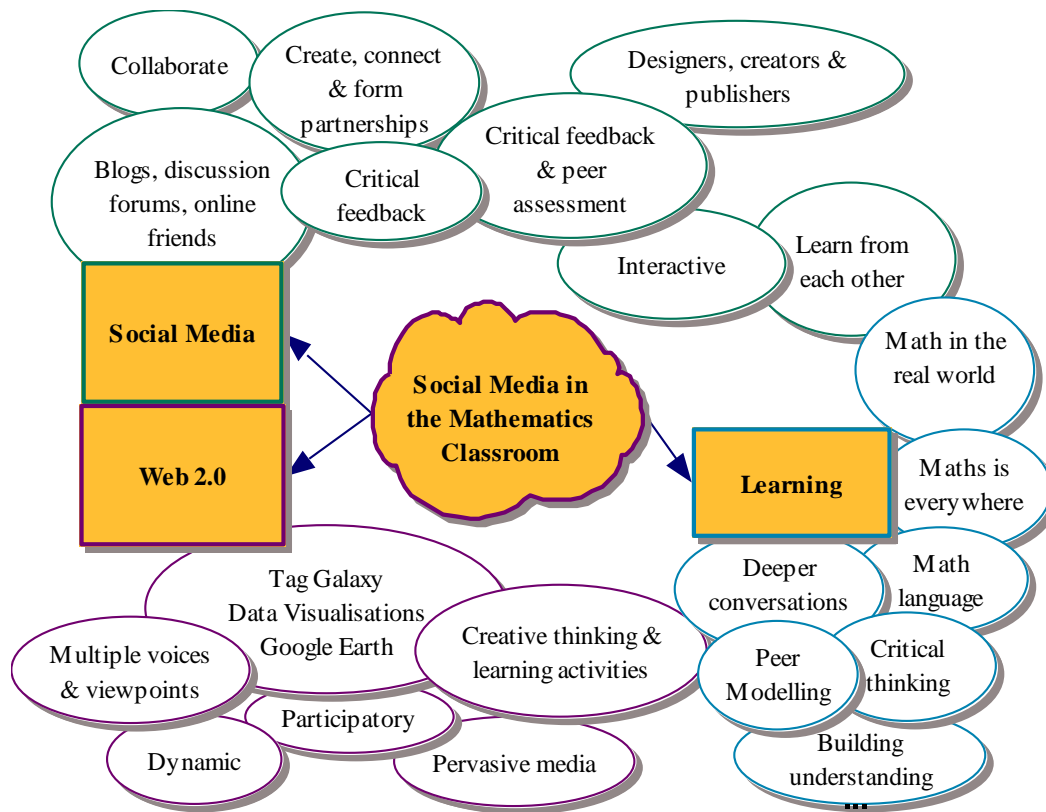 Collaborate
Create, connect
& form
partnerships
Designers, creators &
publishers
Blogs, discussion
forums, online
friends
Critical
feedback
Critical feedback
& peer
assessment
Interactive
Learn from
each other
Social Media
Web 2.0
Social Media in
the Mathematics
Classroom
Learning
Math in the
real world
Maths is
everywhere
Math
language
Deeper
conversations
Critical
thinking
Peer
Modelling
Building
understanding
Tag Galaxy
Data Visualisations
Google Earth
Creative thinking &
learning activities
Multiple voices
& viewpoints
Participatory
Dynamic
Pervasive media